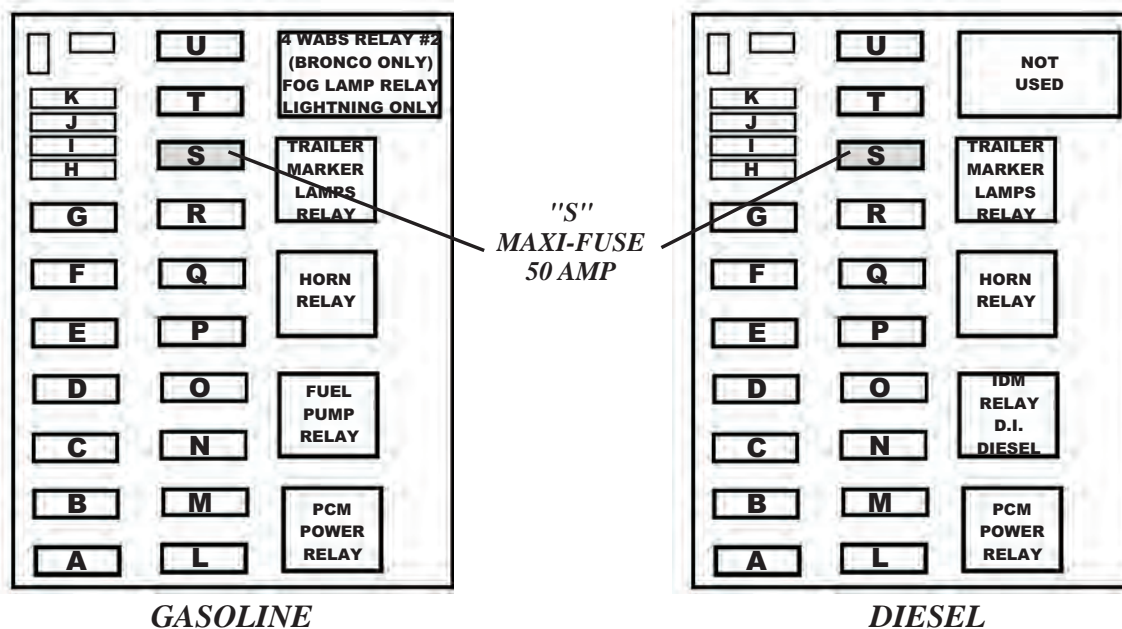 U
4 WABS RELAY #2
(BRONCO ONLY)
FOG LAMP RELAY
LIGHTNING ONLY
K
J
I
H
T
S
TRAILER
MARKER
LAMPS
RELAY
G
R
F
Q
HORN
RELAY
E
P
D
O
FUEL
PUMP
RELAY
C
N
B
M
PCM
POWER
RELAY
A
L
GASOLINE
"S"
MAXI-FUSE
50 AMP
U
NOT
USED
K
J
I
H
T
S
TRAILER
MARKER
LAMPS
RELAY
G
R
F
Q
HORN
RELAY
E
P
D
O
IDM
RELAY
D.I.
DIESEL
C
N
B
M
PCM
POWER
RELAY
A
L
DIESEL